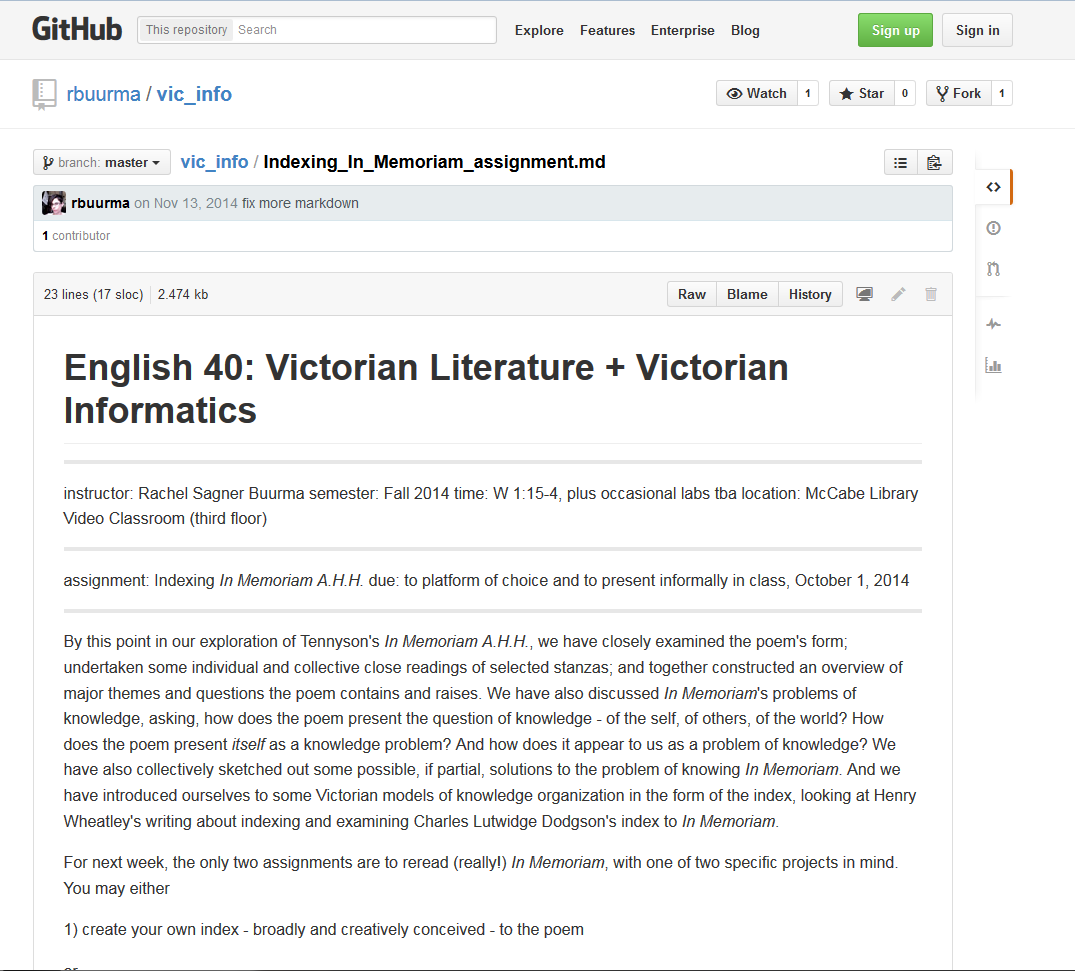 GitHub This repository Search Explore Features Enterprise Blog Sign up Sign in
rbuurma / vic_info Watch 1 Star 0 Fork 1
branch: master vic_info / Indexing_In_Memoriam_assignment.md
rbuurma on Nov 13, 2014 fix more markdown
1 contributor
23 lines (17 sloc) 2.474 kb Raw Blame History
English 40: Victorian Literature + Victorian
Informatics
instructor: Rachel Sagner Buurma semester: Fall 2014 time: W 1:15-4, plus occasional labs tba location: McCabe Library
Video Classroom (third floor)
assignment: Indexing In Memoriam A.H.H. due: to platform of choice and to present informally in class, October 1, 2014
By this point in our exploration of Tennyson's In Memoriam A.H.H., we have closely examined the poem's form;
undertaken some individual and collective close readings of selected stanzas; and together constructed an overview of
major themes and questions the poem contains and raises. We have also discussed In Memoriam's problems of
knowledge, asking, how does the poem present the question of knowledge - of the self, of others, of the world? How
does the poem present itself as a knowledge problem? And how does it appear to us as a problem of knowledge? We
have also collectively sketched out some possible, if partial, solutions to the problem of knowing In Memoriam. And we
have introduced ourselves to some Victorian models of knowledge organization in the form of the index, looking at Henry
Wheatley's writing about indexing and examining Charles Lutwidge Dodgson's index to In Memoriam.
For next week, the only two assignments are to reread (really!) In Memoriam, with one of two specific projects in mind.
You may either
1) create your own index - broadly and creatively conceived - to the poem